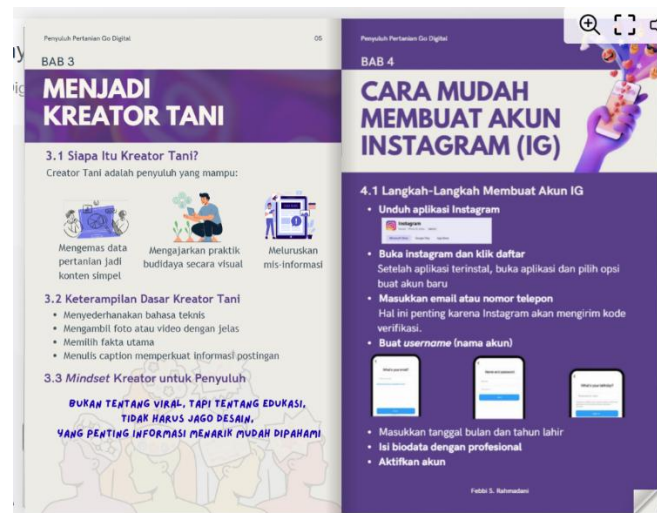 Penyuluh Pertanian Go Digital
05
BAB 3
MENJADI
KREATOR TANI
3.1 Siapa Itu Kreator Tani?
Creator Tani adalah penyuluh yang mampu:
Mengemas data
pertanian jadi
konten simpel
Mengajarkan praktik
budidaya secara visual
Meluruskan
mis-informasi
3.2 Keterampilan Dasar Kreator Tani
• Menyederhanakan bahasa teknis
• Mengambil foto atau video dengan jelas
• Memilih fakta utama
• Menulis caption memperkuat informasi postingan
3.3 Mindset Kreator untuk Penyuluh
BUKAN TENTANG VIRAL, TAPI TENTANG EDUKASI,
TIDAK HARUS JAGO DESAIN,
YANG PENTING INFORMASI MENARIK MUDAH DIPAHAMI
Penyuluh Pertanian Go Digital
BAB 4
CARA MUDAH
MEMBUAT AKUN
INSTAGRAM (IG)
4.1 Langkah-Langkah Membuat Akun IG
• Unduh aplikasi Instagram
Instagram
• Buka instagram dan klik daftar
Setelah aplikasi terinstal, buka aplikasi dan pilih opsi
buat akun baru
• Masukkan email atau nomor telepon
Hal ini penting karena Instagram akan mengirim kode
verifikasi.
• Buat username (nama akun)
What's your email?
What's your birthday?
• Masukkan tanggal bulan dan tahun lahir
• Isi biodata dengan profesional
• Aktifkan akun
Febbi S. Rahmadani